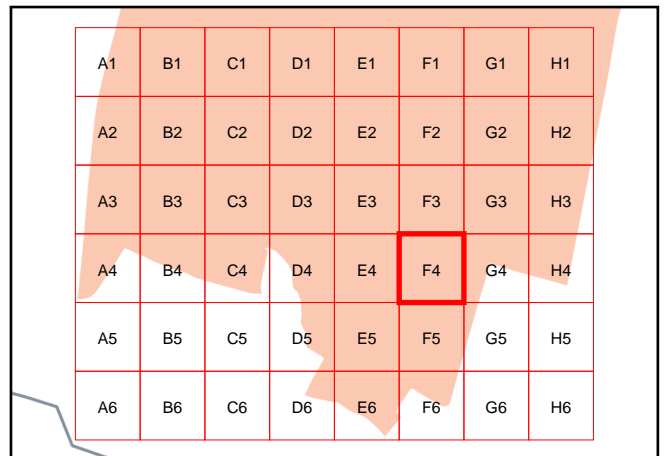 A1 B1 C1 D1 E1 F1 G1 H1
A2 B2 C2 D2 E2 F2 G2 H2
A3 B3 C3 D3 E3 F3 G3 H3
A4 B4 C4 D4 E4 F4 G4 H4
A5 B5 C5 D5 E5 F5 G5 H5
A6 B6 C6 D6 E6 F6 G6 H6